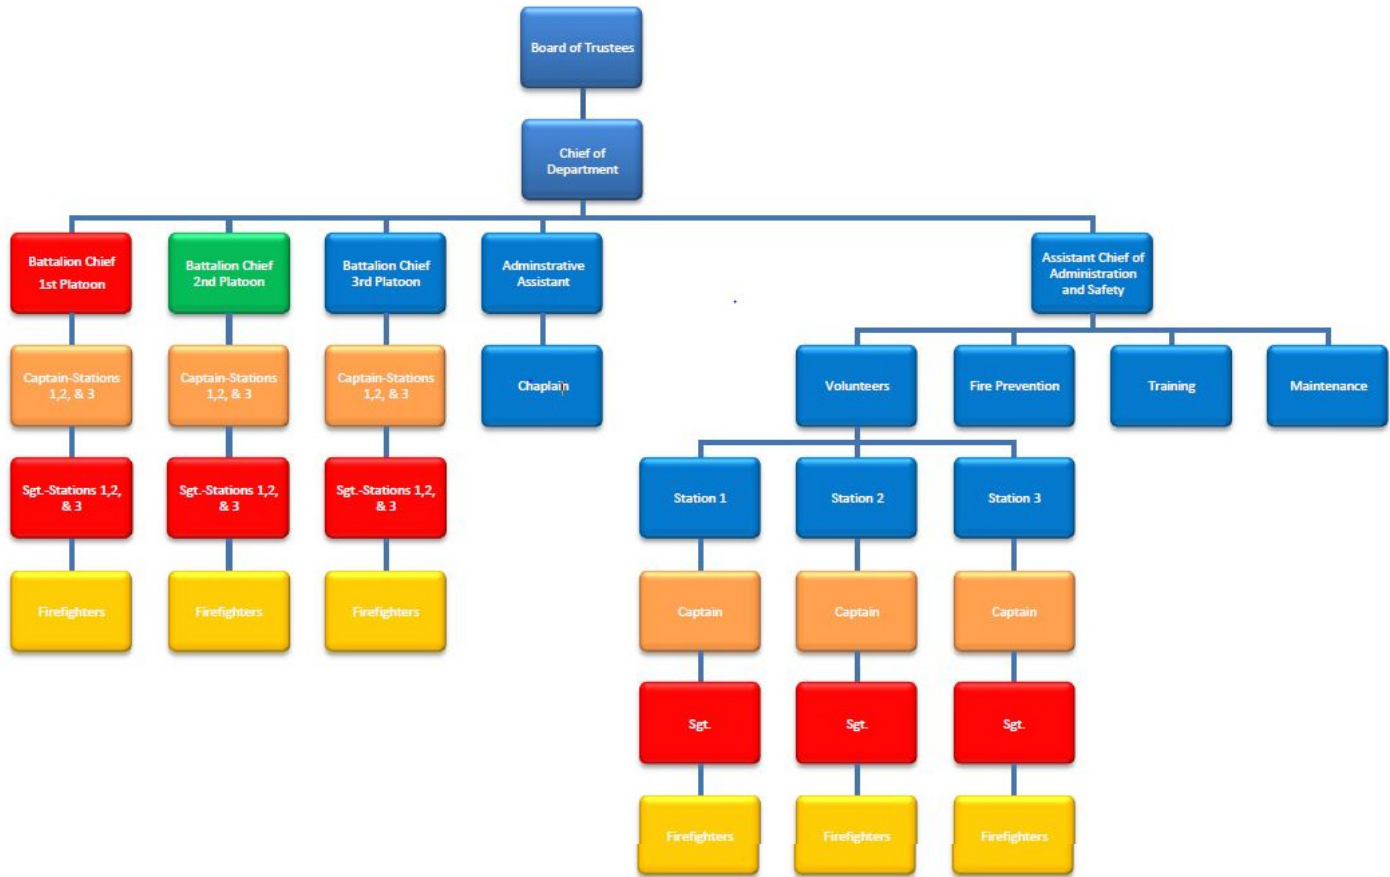 Board of Trustees
Chief of
Department
Battalion Chief
1st Platoon
Battalion Chief
2nd Platoon
Battalion Chief
3rd Platoon
Adminstrative
Assistant
Assistant Chief of
Administration
and Safety
Captain-Stations
1,2, & 3
Captain-Stations
1,2, & 3
Captain-Stations
1,2, & 3
Chaplain
Volunteers
Fire Prevention
Training
Maintenance
Sgt.-Stations 1,2,
& 3
Sgt.-Stations 1,2,
& 3
Sgt.-Stations 1,2,
& 3
Station 1
Station 2
Station 3
Firefighters
Firefighters
Firefighters
Captain
Captain
Captain
Sgt.
Sgt.
Sgt.
Firefighters
Firefighters
Firefighters